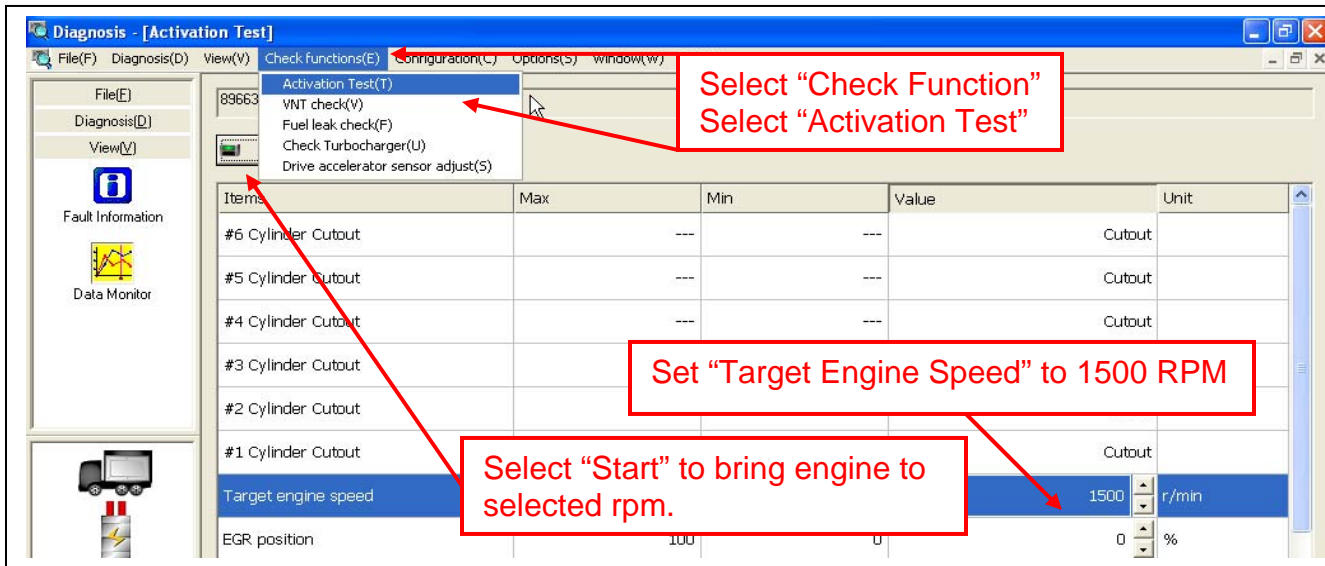 Diagnosis - [Activation Test]
File(F) Diagnosis(D) View(V) Check functions(E) Configuration(C) Options(S) Window(W)
Select “Check Function”
Select “Activation Test”
Activation Test(T)
VNT check(V)
Fuel leak check(F)
Check Turbocharger(U)
Drive accelerator sensor adjust(S)
File(F)
Diagnosis(D)
View(V)
Fault Information
Data Monitor
89663
Items Max Min Value Unit
#6 Cylinder Cutout --- --- Cutout
#5 Cylinder Cutout --- --- Cutout
#4 Cylinder Cutout --- --- Cutout
#3 Cylinder Cutout
Set “Target Engine Speed” to 1500 RPM
#2 Cylinder Cutout
#1 Cylinder Cutout Cutout
Select “Start” to bring engine to
selected rpm.
Target engine speed 1500 r/min
EGR position 100 0 0 %